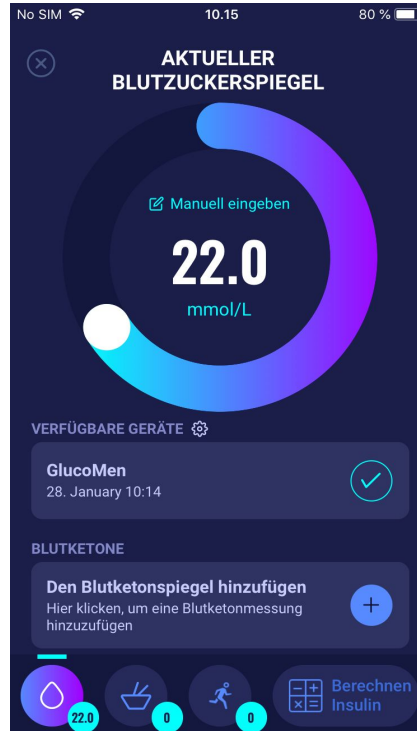 No SIM 10.15 80 %
AKTUELLER
BLUTZUCKERSPIEGEL
Manuell eingeben
22.0
mmol/L
VERFÜGBARE GERÄTE
GlucoMen
28. January 10:14
BLUTKETONE
Den Blutketonspiegel hinzufügen
Hier klicken, um eine Blutketonmessung
hinzuzufügen
22.0
0
0
Berechnen
Insulin